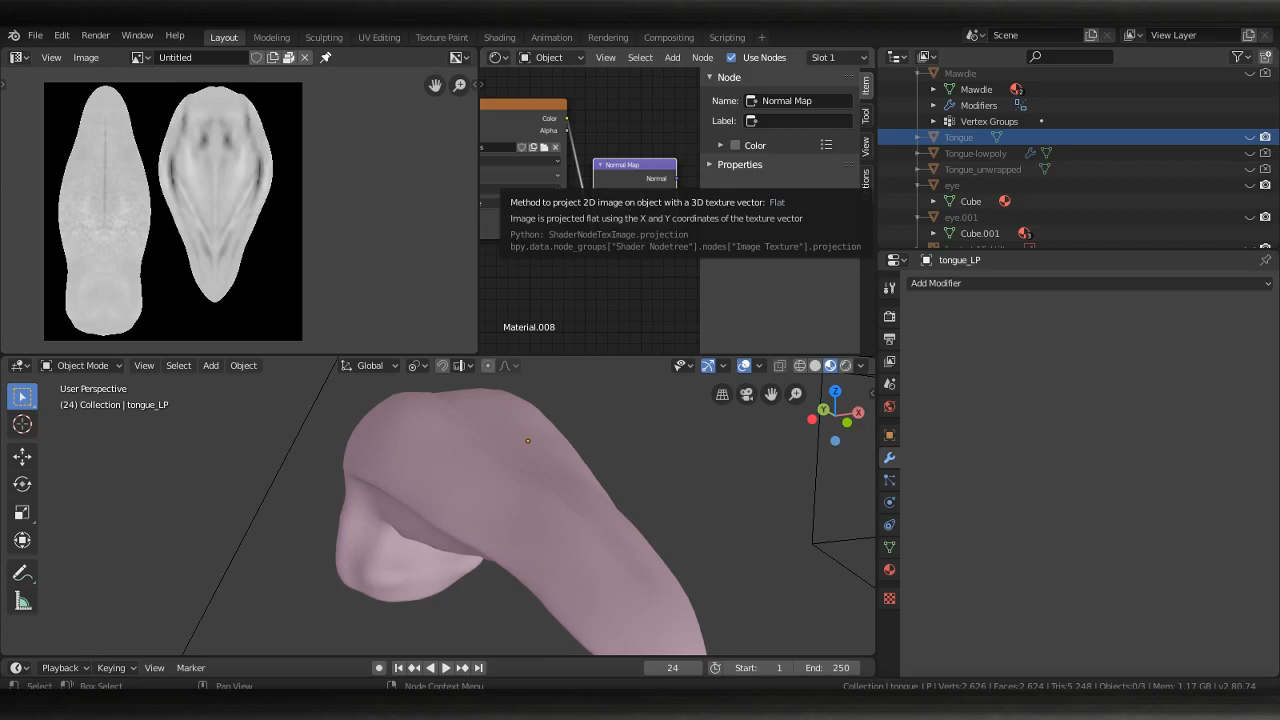 File Edit Render Window Help Layout Modeling Sculpting UV Editing Texture Paint Shading Animation Rendering Compositing Scripting + Scene View Layer
View Image Untitled Object View Select Add Node Use Nodes Slot 1
Mawdle
Mawdle
Modifiers
Vertex Groups
Tongue
Tongue-lowpoly
Tongue_unwrapped
eye
Cube
eye.001
Cube.001
Color
Alpha
Normal Map
Normal
Node
Name: Normal Map
Label:
Color
Properties
Item
Tool
View
Method to project 2D image on object with a 3D texture vector: Flat
Image is projected flat using the X and Y coordinates of the texture vector
Python: ShaderNodeTexImage.projection
bpy.data.node_groups["Shader Nodetree"].nodes["Image Texture"].projection
Material.008
tongue_LP
Add Modifier
Object Mode View Select Add Object Global
User Perspective
(24) Collection | tongue_LP
Z
Y
X
Playback Keying View Marker 24 Start: 1 End: 250
Select Box Select Pan View Node Context Menu Collection | tongue_LP | Verts:2,626 | Faces:2,624 | Tris:5,248 | Objects:0/3 | Mem: 1.17 GB | v2.80.74